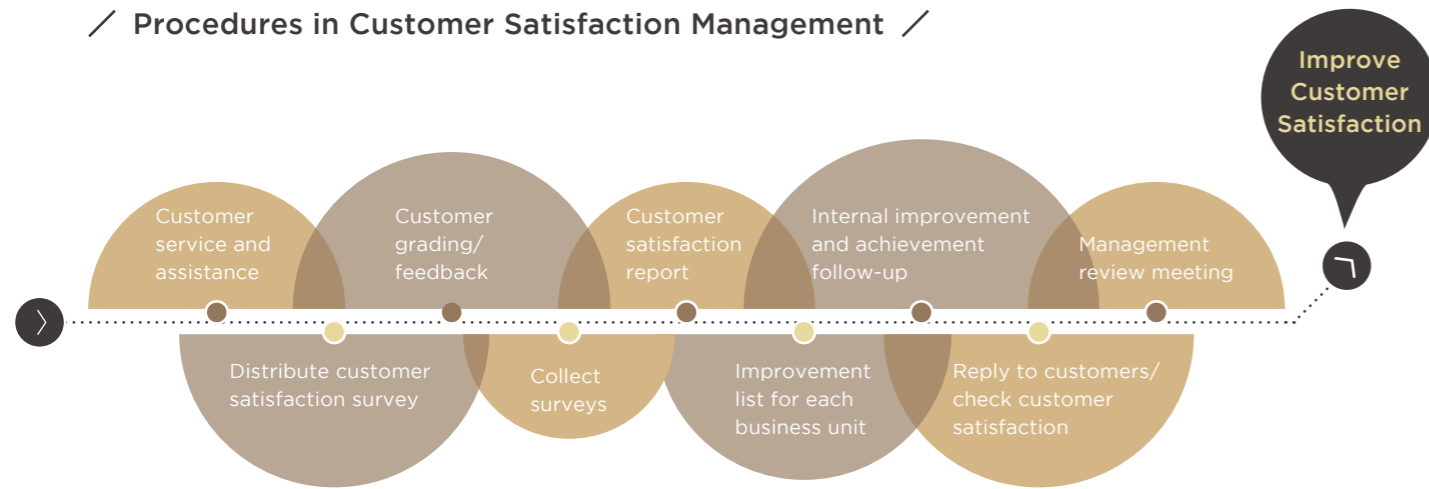 / Procedures in Customer Satisfaction Management /
Improve
Customer
Satisfaction
Customer
service and
assistance
Distribute customer
satisfaction survey
Customer
grading/
feedback
Collect
surveys
Customer
satisfaction
report
Improvement
list for each
business unit
Internal improvement
and achievement
follow-up
Reply to customers/
check customer
satisfaction
Management
review meeting